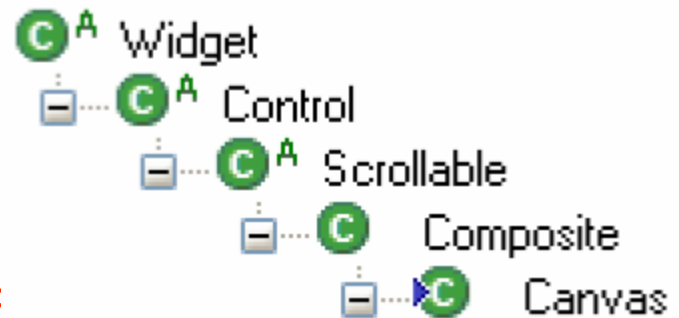 C A Widget
C A Control
C A Scrollable
C Composite
: C Canvas